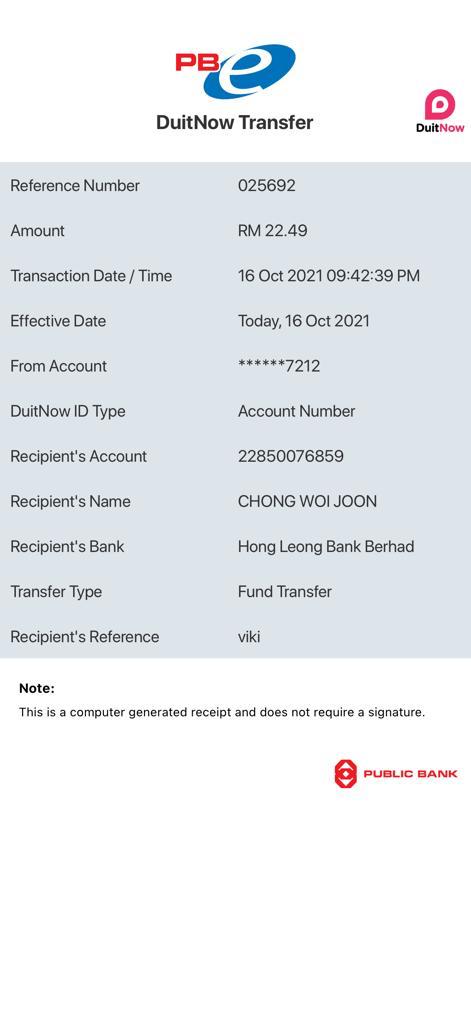 PBe
DuitNow Transfer
DuitNow
Reference Number 025692
Amount RM 22.49
Transaction Date / Time 16 Oct 2021 09:42:39 PM
Effective Date Today, 16 Oct 2021
From Account ******7212
DuitNow ID Type Account Number
Recipient's Account 22850076859
Recipient's Name CHONG WOI JOON
Recipient's Bank Hong Leong Bank Berhad
Transfer Type Fund Transfer
Recipient's Reference viki
Note:
This is a computer generated receipt and does not require a signature.
PUBLIC BANK